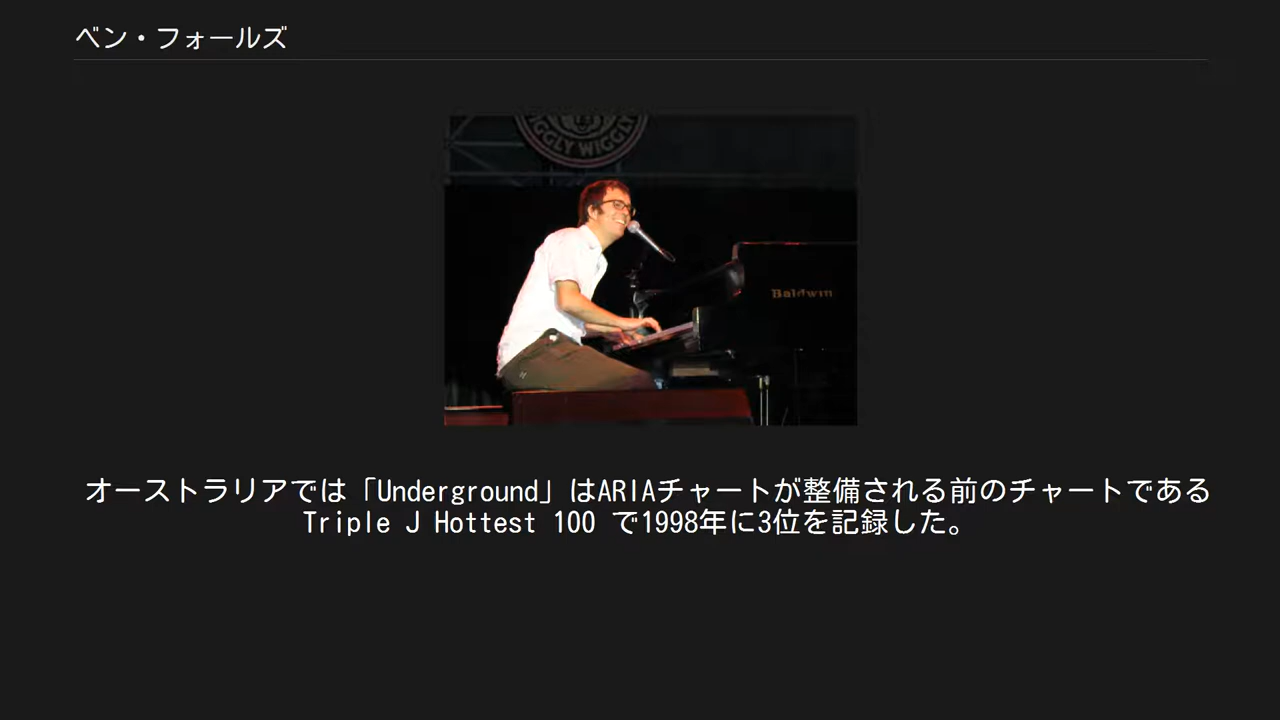 ベン・フォールズ
IGGLY WIGGLY
Baldwin
オーストラリアでは「Underground」はARIAチャートが整備される前のチャートである
Triple J Hottest 100 で1998年に3位を記録した。